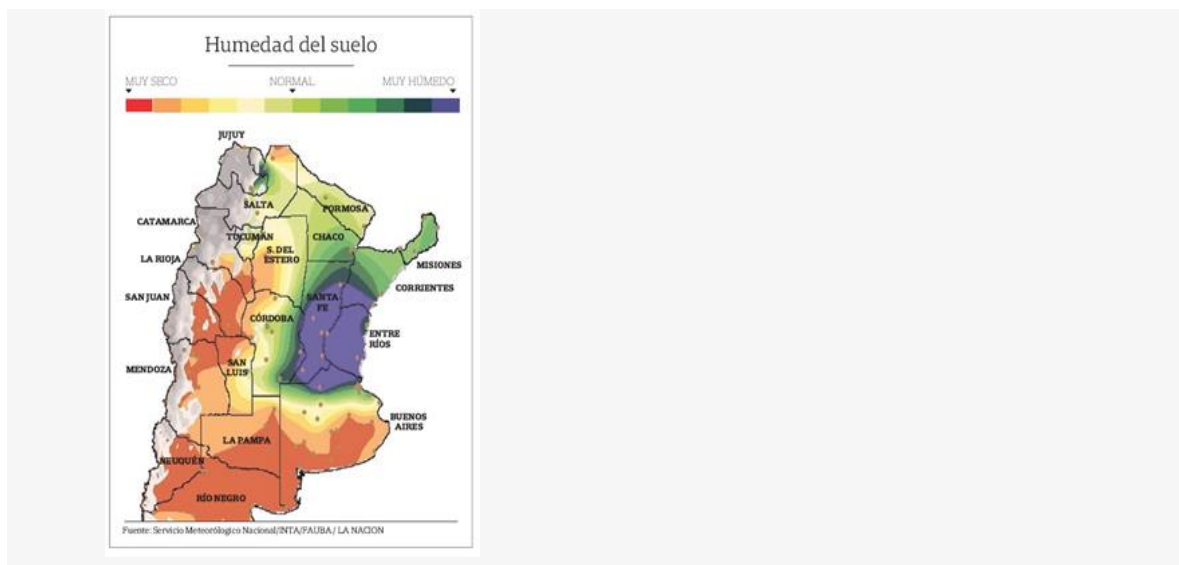 Humedad del suelo
MUY SECO
NORMAL
MUY HÚMEDO
JUJUY
SALTA
FORMOSA
CATAMARCA
TUCUMÁN
CHACO
S. DEL
ESTERO
LA RIOJA
MISIONES
CORRIENTES
SAN JUAN
SANTA
FE
CÓRDOBA
ENTRE
RÍOS
MENDOZA
SAN
LUIS
BUENOS
AIRES
LA PAMPA
NEUQUÉN
RÍO NEGRO
Fuente: Servicio Meteorólogico Nacional/INTA/FAUBA/ LA NACION